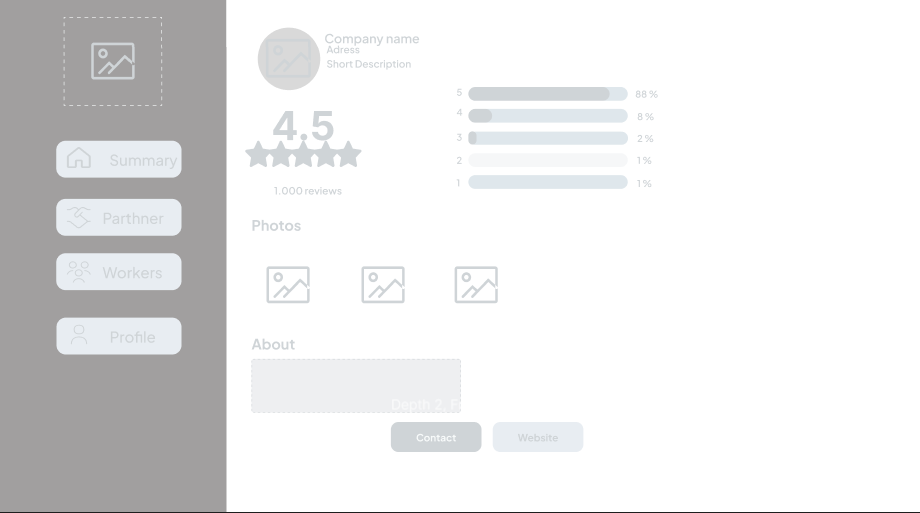 Summary
Parthner
Workers
Profile
Company name
Adress
Short Description
4.5
1.000 reviews
5 88 %
4 8 %
3 2 %
2 1 %
1 1 %
Photos
About
Depth 2, Fr
Contact
Website